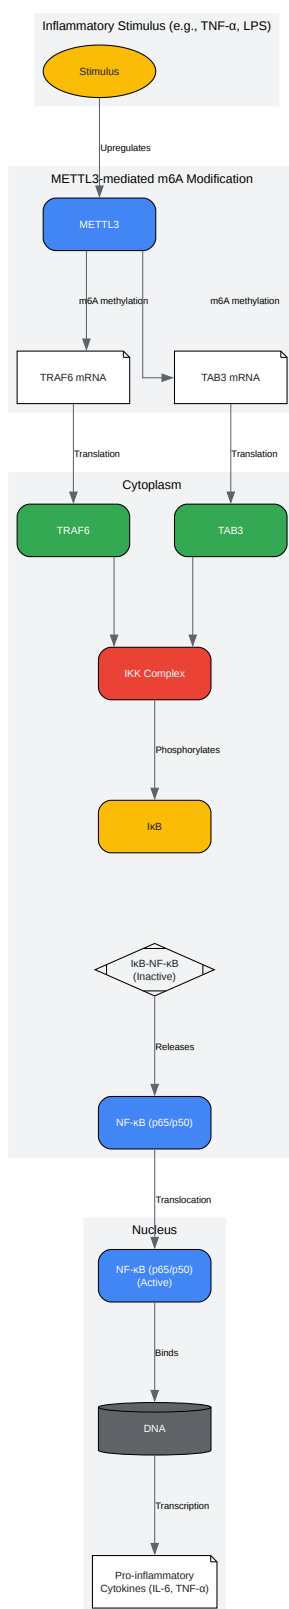 Inflammatory Stimulus (e.g., TNF-α, LPS)
Stimulus
Upregulates
METTL3-mediated m6A Modification
METTL3
m6A methylation
m6A methylation
TRAF6 mRNA
TAB3 mRNA
Translation
Translation
Cytoplasm
TRAF6
TAB3
IKK Complex
Phosphorylates
IκB
IκB-NF-κB
(Inactive)
Releases
NF-κB (p65/p50)
Translocation
Nucleus
NF-κB (p65/p50)
(Active)
Binds
DNA
Transcription
Pro-inflammatory
Cytokines (IL-6, TNF-α)